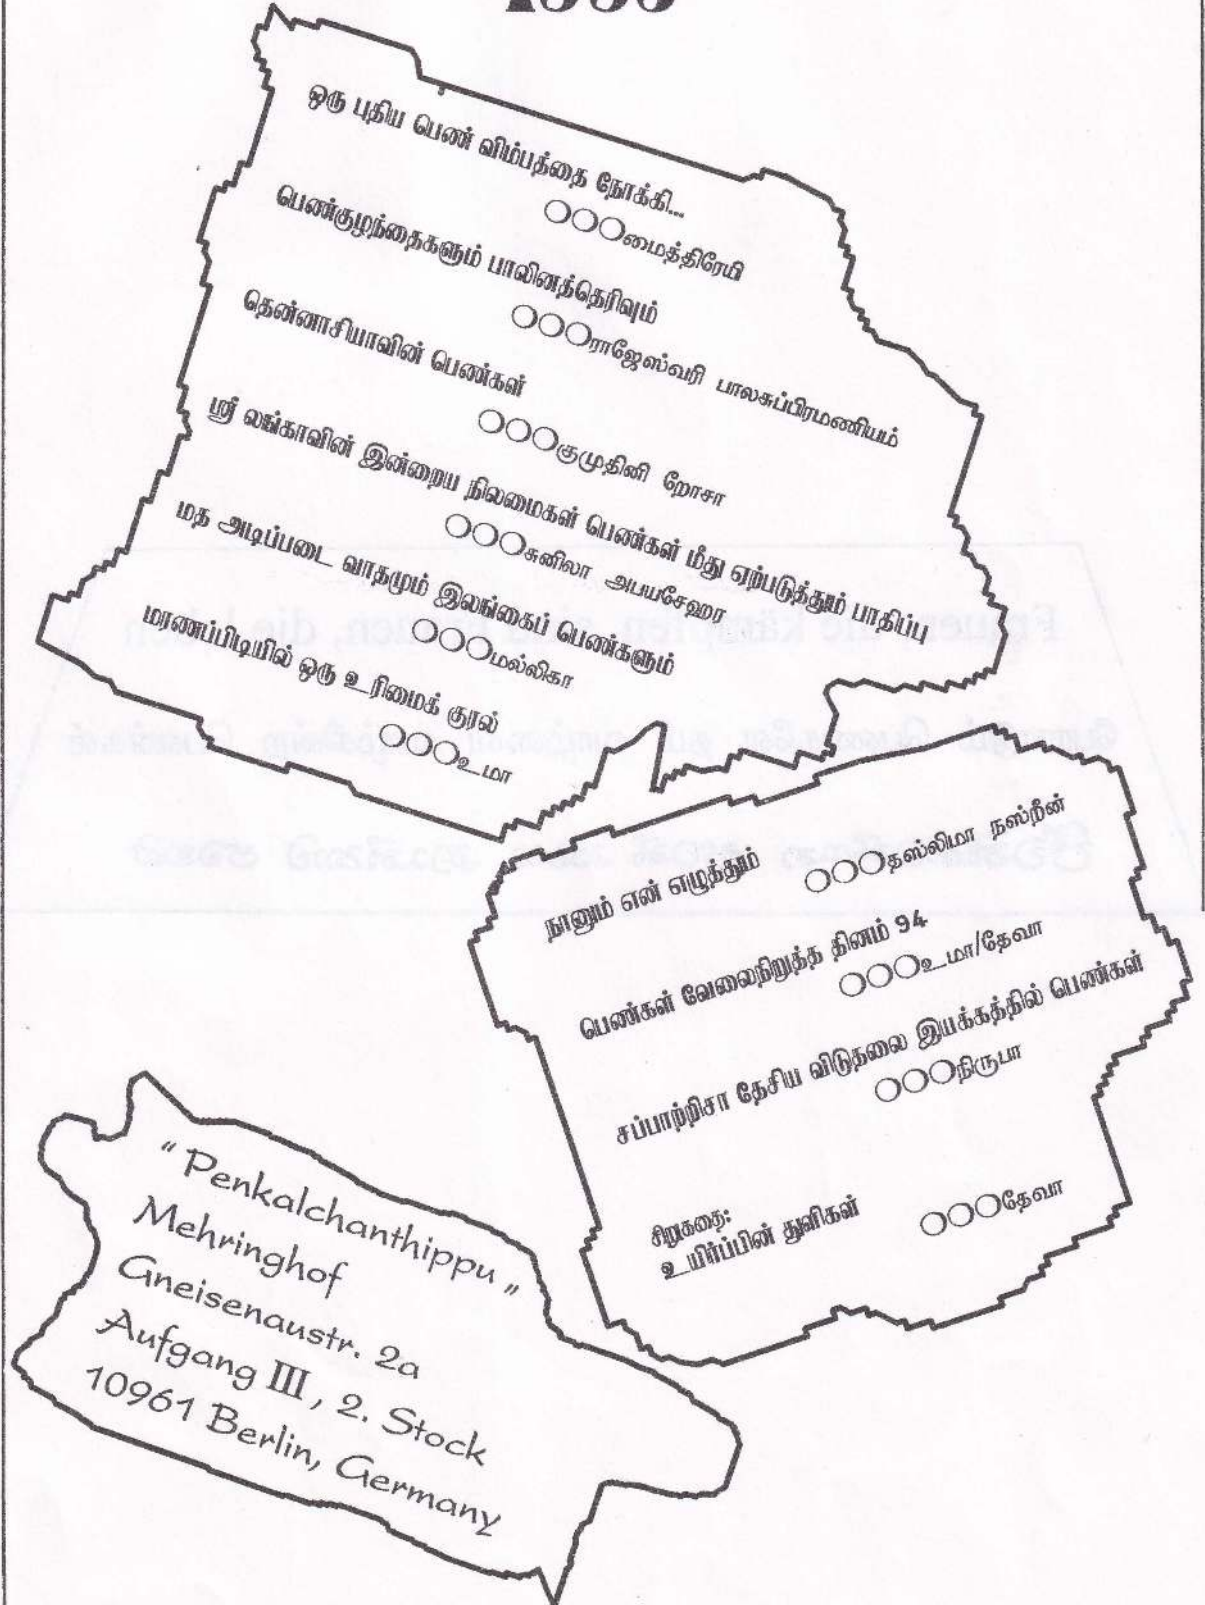 ஒரு புதிய பெண் விம்பத்தை நோக்கி...
○○○மைத்திரேயி
பெண்குழந்தைகளும் பாலினத்தெரிவும்
○○○ராஜேஸ்வரி பாலசுப்பிரமணியம்
தென்னாசியாவின் பெண்கள்
○○○குமுதினி றோசா
ஸ்ரீ லங்காவின் இன்றைய நிலமைகள் பெண்கள் மீது ஏற்படுத்தும் பாதிப்பு
○○○சுனிலா அபயசேஹர
மத அடிப்படை வாதமும் இலங்கைப் பெண்களும்
○○○மல்லிகா
மரணப்பிடியில் ஒரு உரிமைக் குரல்
○○○உமா
நானும் என் எழுத்தும் ○○○தஸ்லிமா நஸ்றீன்
பெண்கள் வேலைநிறுத்த தினம் 94
○○○உமா/தேவா
சப்பாற்றிசா தேசிய விடுதலை இயக்கத்தில் பெண்கள்
○○○நிருபா
சிறுகதை:
உயிர்ப்பின் துளிகள் ○○○தேவா
“ Penkalchanthippu „
Mehringhof
Gneisenaustr. 2a
Aufgang III , 2. Stock
10961 Berlin, Germany